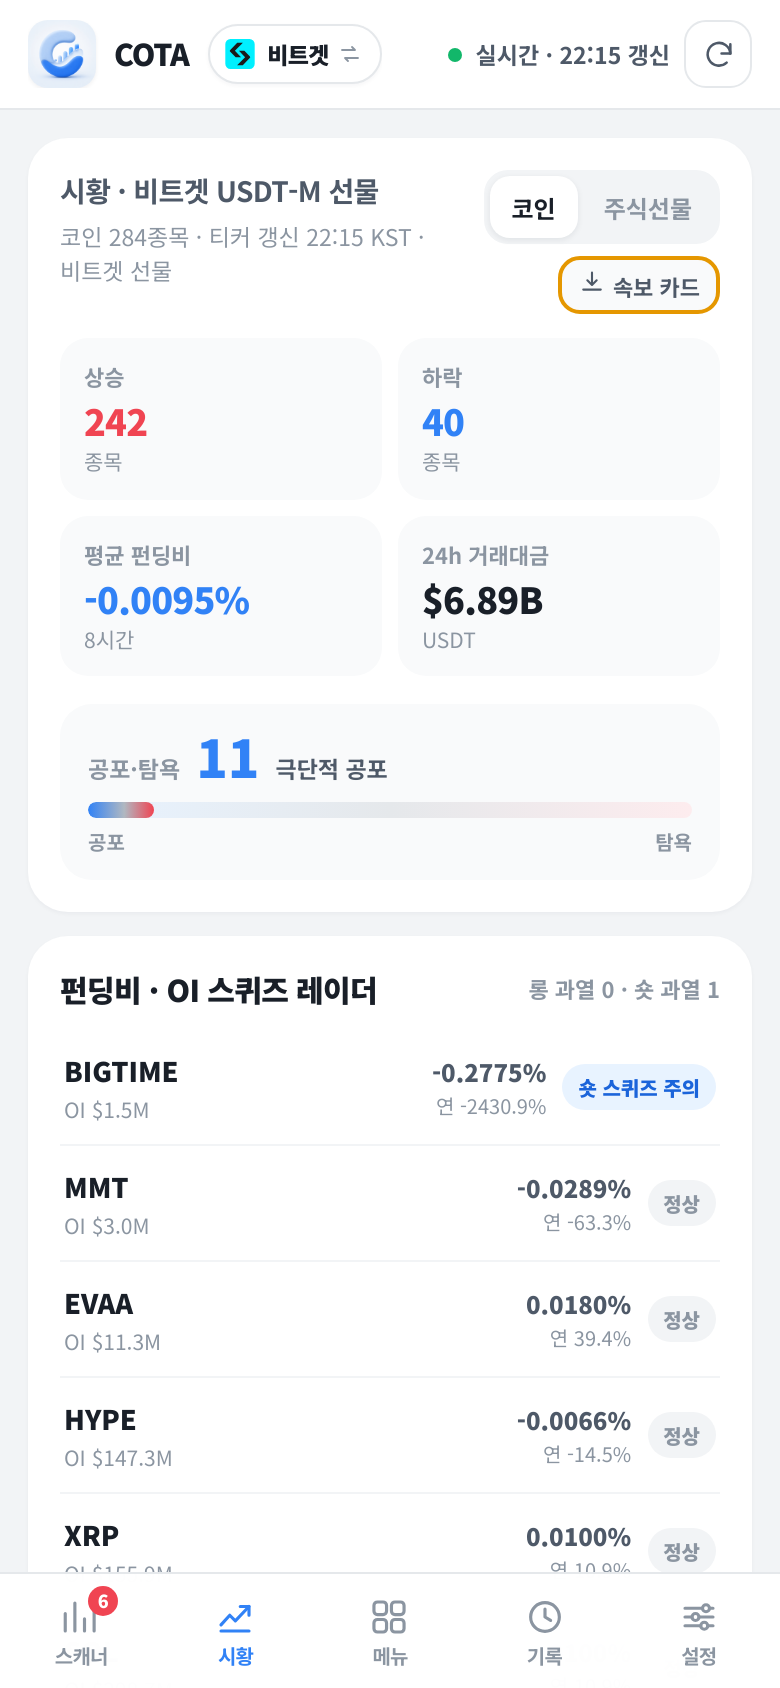 COTA
비트겟
실시간 · 22:15 갱신
시황 · 비트겟 USDT-M 선물
코인 284종목 · 티커 갱신 22:15 KST ·
비트겟 선물
코인
주식선물
속보 카드
상승
242
종목
하락
40
종목
평균 펀딩비
-0.0095%
8시간
24h 거래대금
$6.89B
USDT
공포·탐욕 11 극단적 공포
공포
탐욕
펀딩비 · OI 스퀴즈 레이더
롱 과열 0 · 숏 과열 1
BIGTIME
OI $1.5M
-0.2775%
연 -2430.9%
숏 스퀴즈 주의
MMT
OI $3.0M
-0.0289%
연 -63.3%
정상
EVAA
OI $11.3M
0.0180%
연 39.4%
정상
HYPE
OI $147.3M
-0.0066%
연 -14.5%
정상
XRP
OI $155.9M
0.0100%
연 10.9%
정상
6
스캐너
시황
메뉴
기록
설정